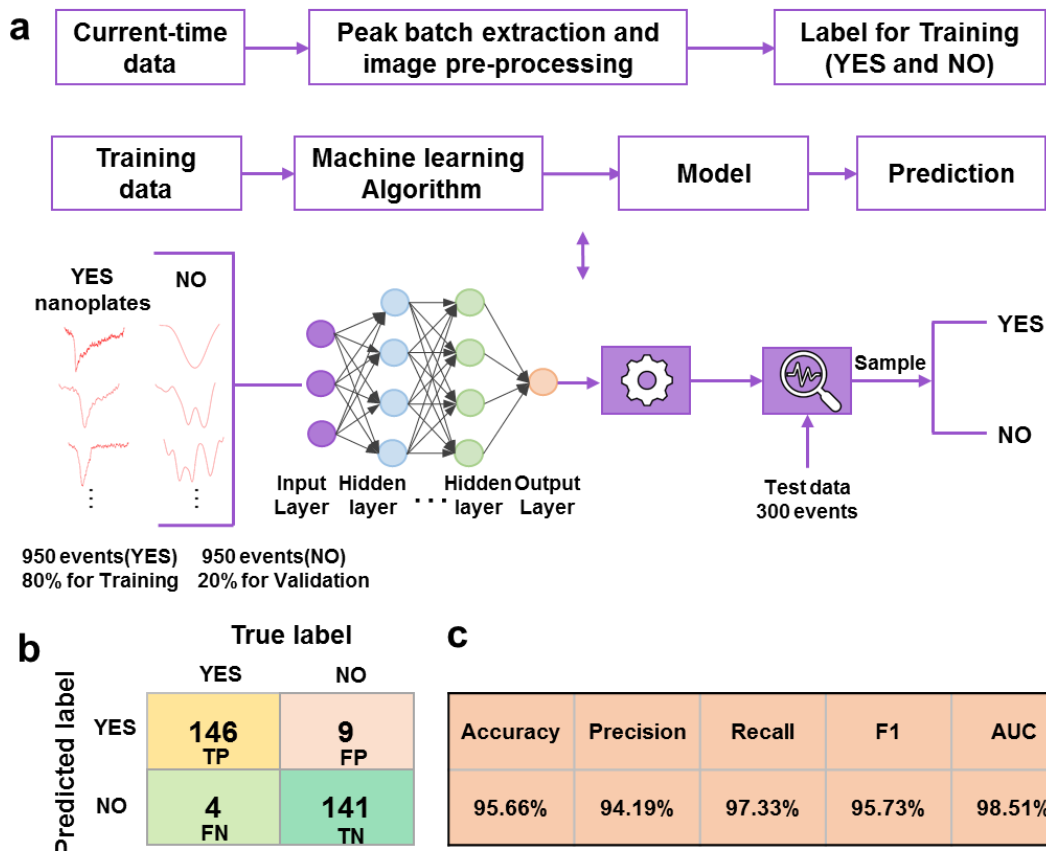 a
Current-time
data
Peak batch extraction and
image pre-processing
Label for Training
(YES and NO)
Training
data
Machine learning
Algorithm
Model
Prediction
YES
nanoplates
NO
Input
Layer
Hidden
layer
...
Hidden
layer
Output
Layer
Sample
YES
NO
Test data
300 events
950 events(YES)
80% for Training
950 events(NO)
20% for Validation
b
True label
YES
NO
Predicted label
YES
146
TP
9
FP
NO
4
FN
141
TN
c
Accuracy Precision Recall F1 AUC
95.66% 94.19% 97.33% 95.73% 98.51%